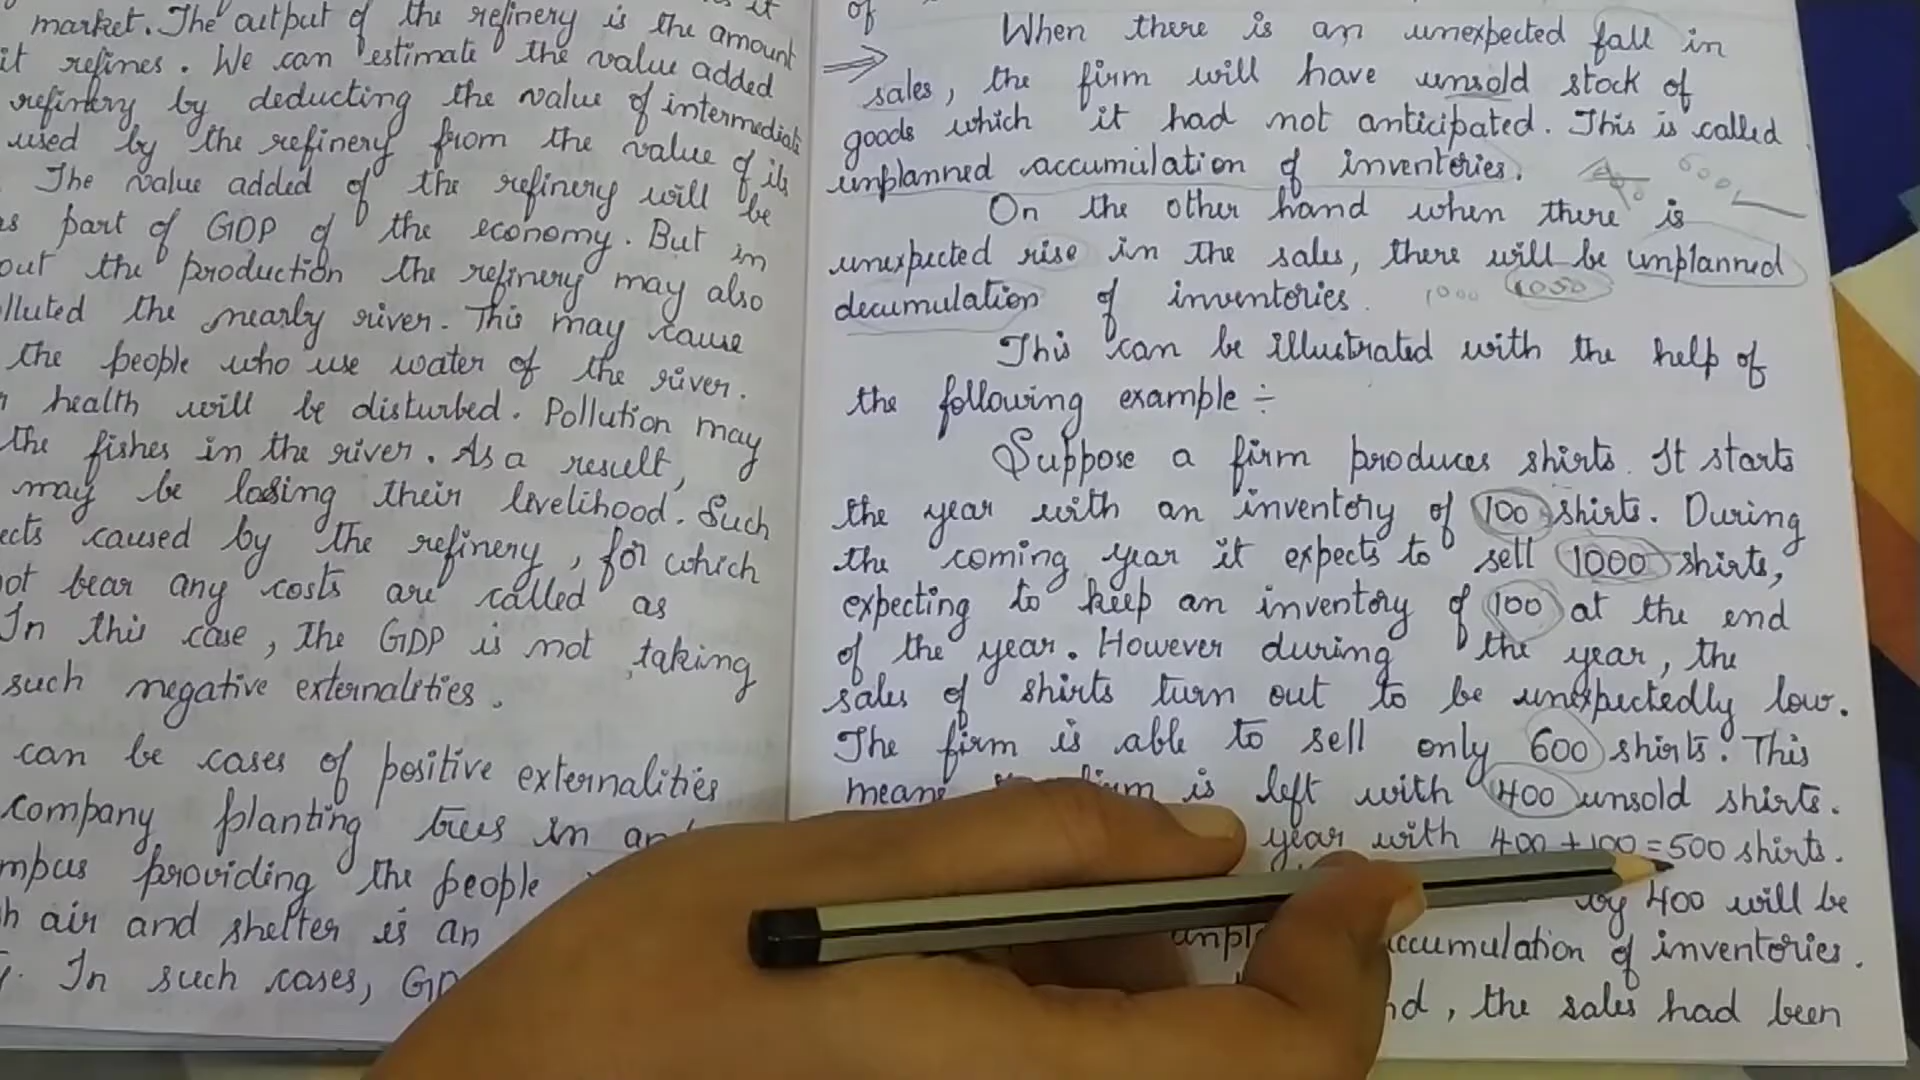 market. The output of the refinery is the amount
it refines. We can estimate the value added
refinery by deducting the value of intermediate
used by the refinery from the value of its
The value added of the refinery will be
as part of GDP of the economy. But in
out the production the refinery may also
lluted the nearly river. This may cause
the people who use water of the river.
health will be disturbed. Pollution may
the fishes in the river. As a result,
may be losing their livelihood. Such
ects caused by the refinery, for which
ot bear any costs are called as
In this case, the GDP is not taking
such negative externalities.
can be cases of positive externalities
company planting trees in an
mpus providing the people
h air and shelter is an
In such cases, GD
of
When there is an unexpected fall in
sales, the firm will have unsold stock of
goods which it had not anticipated. This is called
unplanned accumulation of inventories.
On the other hand when there is
unexpected rise in the sales, there will be unplanned
decumulation of inventories. 1000 1050
This can be illustrated with the help of
the following example ÷
Suppose a firm produces shirts. It starts
the year with an inventory of 100 shirts. During
the coming year it expects to sell 1000 shirts,
expecting to keep an inventory of 100 at the end
of the year. However during the year, the
sales of shirts turn out to be unexpectedly low.
The firm is able to sell only 600 shirts. This
means firm is left with 400 unsold shirts.
year with 400 + 100 = 500 shirts.
by 400 will be
unpl accumulation of inventories.
nd, the sales had been